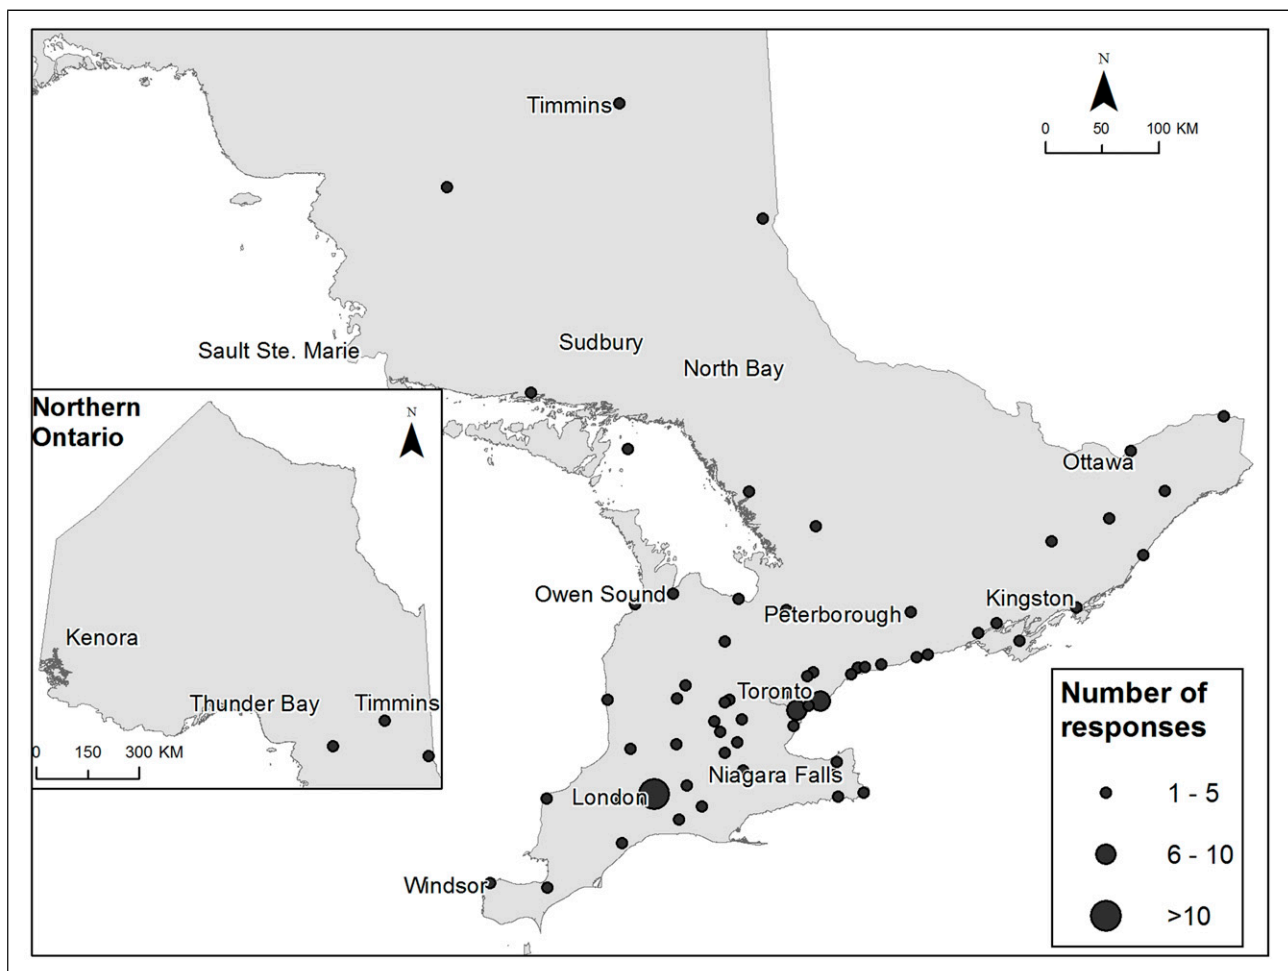 N
0 50 100 KM
Timmins
Sault Ste. Marie
Sudbury
North Bay
Northern
Ontario
N
Kenora
Thunder Bay
Timmins
0 150 300 KM
Ottawa
Owen Sound
Peterborough
Kingston
Toronto
Niagara Falls
London
Windsor
Number of
responses
1 - 5
6 - 10
>10